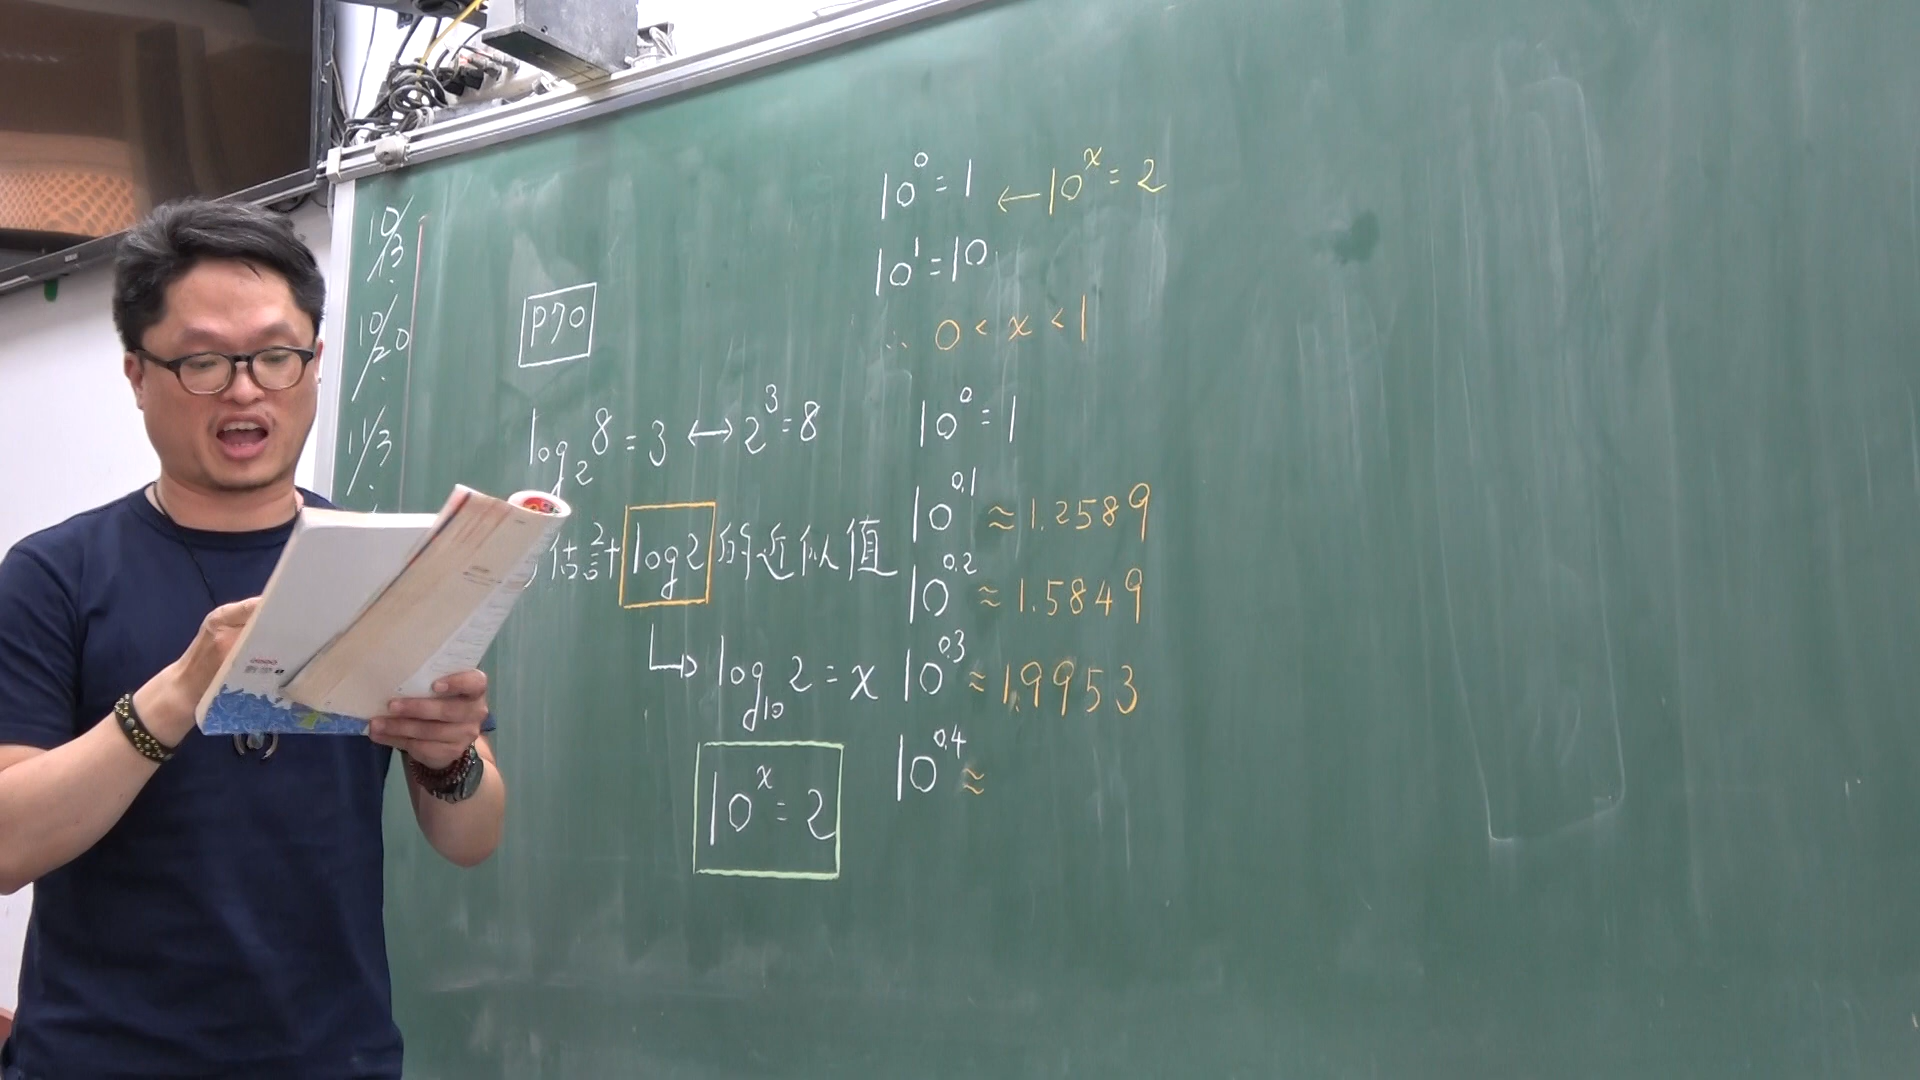 10/13.
10/20.
11/3.
P70
log₂8=3 ↔ 2³=8
估計 log2 的近似值
↳ log₁₀2=x
10ˣ=2
10⁰=1 ← 10ˣ=2
10¹=10
∴ 0<x<1
10⁰=1
10^0.1 ≈ 1.2589
10^0.2 ≈ 1.5849
10^0.3 ≈ 1.9953
10^0.4 ≈